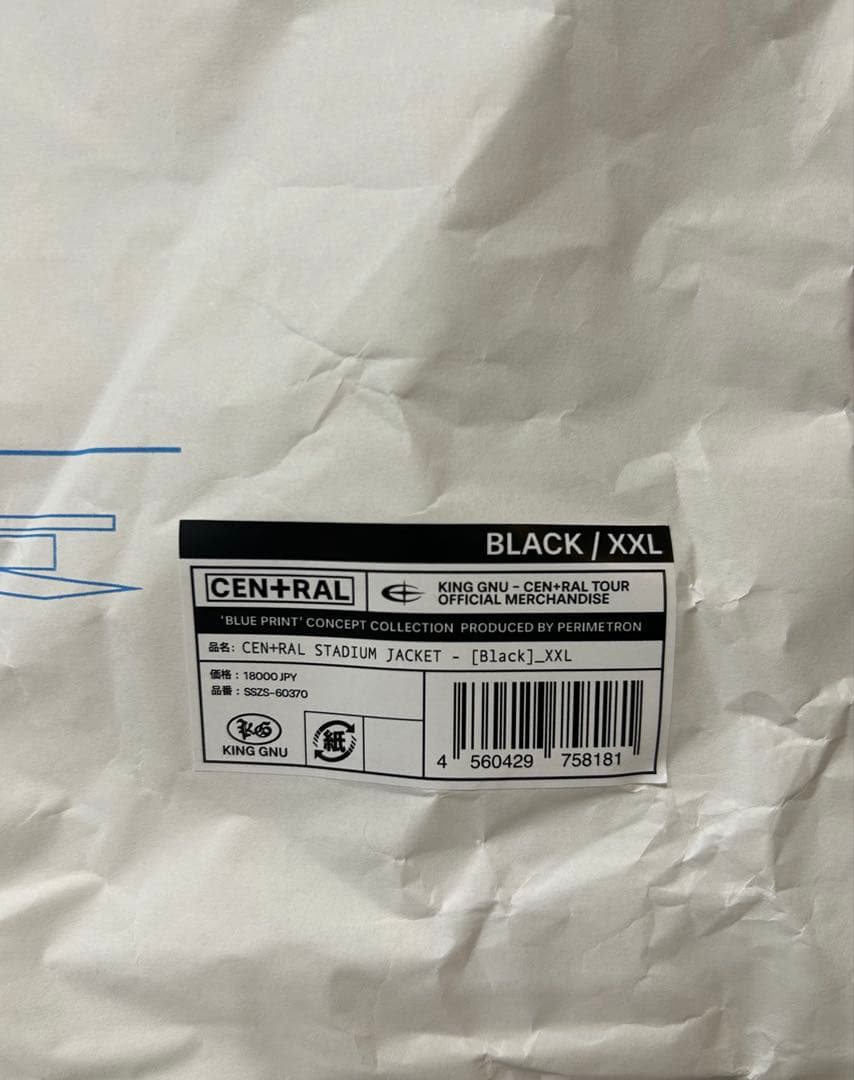 BLACK / XXL
CEN+RAL
KING GNU - CEN+RAL TOUR
OFFICIAL MERCHANDISE
'BLUE PRINT' CONCEPT COLLECTION PRODUCED BY PERIMETRON
品名: CEN+RAL STADIUM JACKET - [Black]_XXL
価格 : 18000 JPY
品番 : SSZS-60370
KG
KING GNU
紙
4 560429 758181